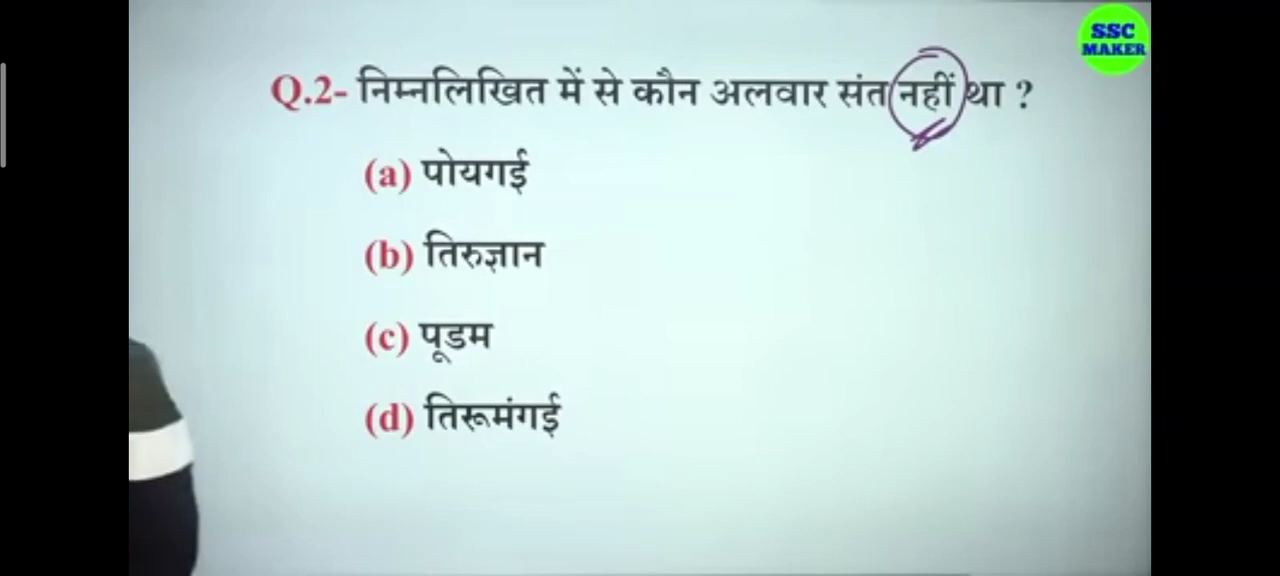 SSC
MAKER
Q.2- निम्नलिखित में से कौन अलवार संत नहीं था ?
(a) पोयगई
(b) तिरुज्ञान
(c) पूडम
(d) तिरूमंगई